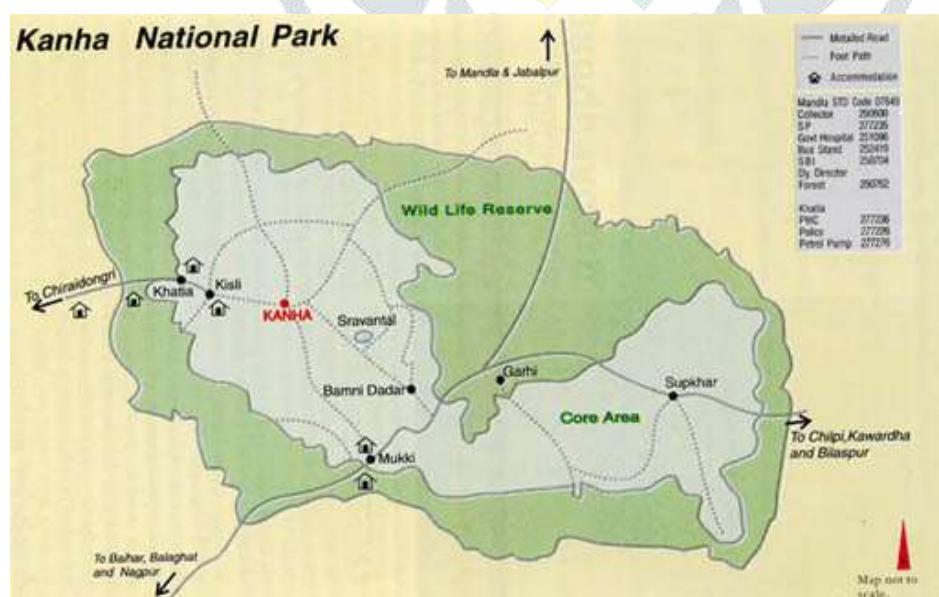 Kanha National Park
To Mandla & Jabalpur
Metalled Road
Foot Path
Accommodation
Mandla STD Code 07649
Collector
S P
Govt Hospital
Bus Stand
S B I
Dy. Director
Forest
Khatia
Police
Petrol Pump
Wild Life Reserve
To Chiraidongri
Khatia
Kisli
KANHA
Sravantal
Bamni Dadar
Garhi
Supkhar
Core Area
Mukki
To Chilpi,Kawardha
and Bilaspur
To Baihar, Balaghat
and Nagpur
Map not to
scale.